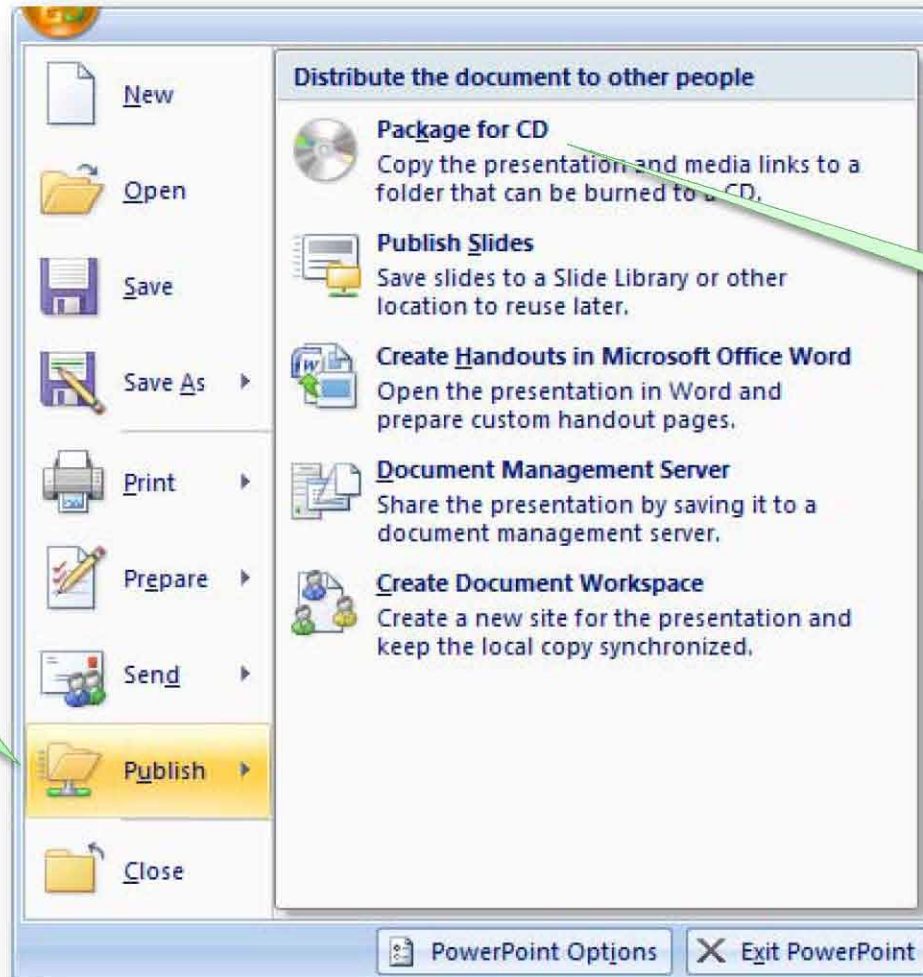 New
Open
Save
Save As
Print
Prepare
Send
Publish
Close
Distribute the document to other people
Package for CD
Copy the presentation and media links to a
folder that can be burned to a CD.
Publish Slides
Save slides to a Slide Library or other
location to reuse later.
Create Handouts in Microsoft Office Word
Open the presentation in Word and
prepare custom handout pages.
Document Management Server
Share the presentation by saving it to a
document management server.
Create Document Workspace
Create a new site for the presentation and
keep the local copy synchronized.
PowerPoint Options
Exit PowerPoint